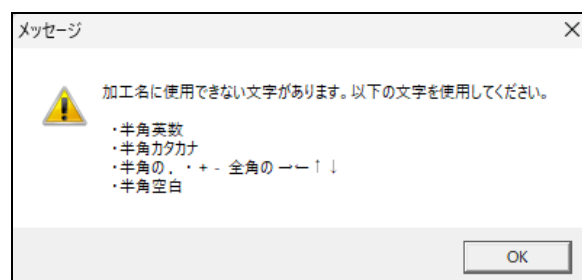 メッセージ
加工名に使用できない文字があります。以下の文字を使用してください。
・半角英数
・半角カタカナ
・半角の . ・ + - 全角の →←↑↓
・半角空白
OK